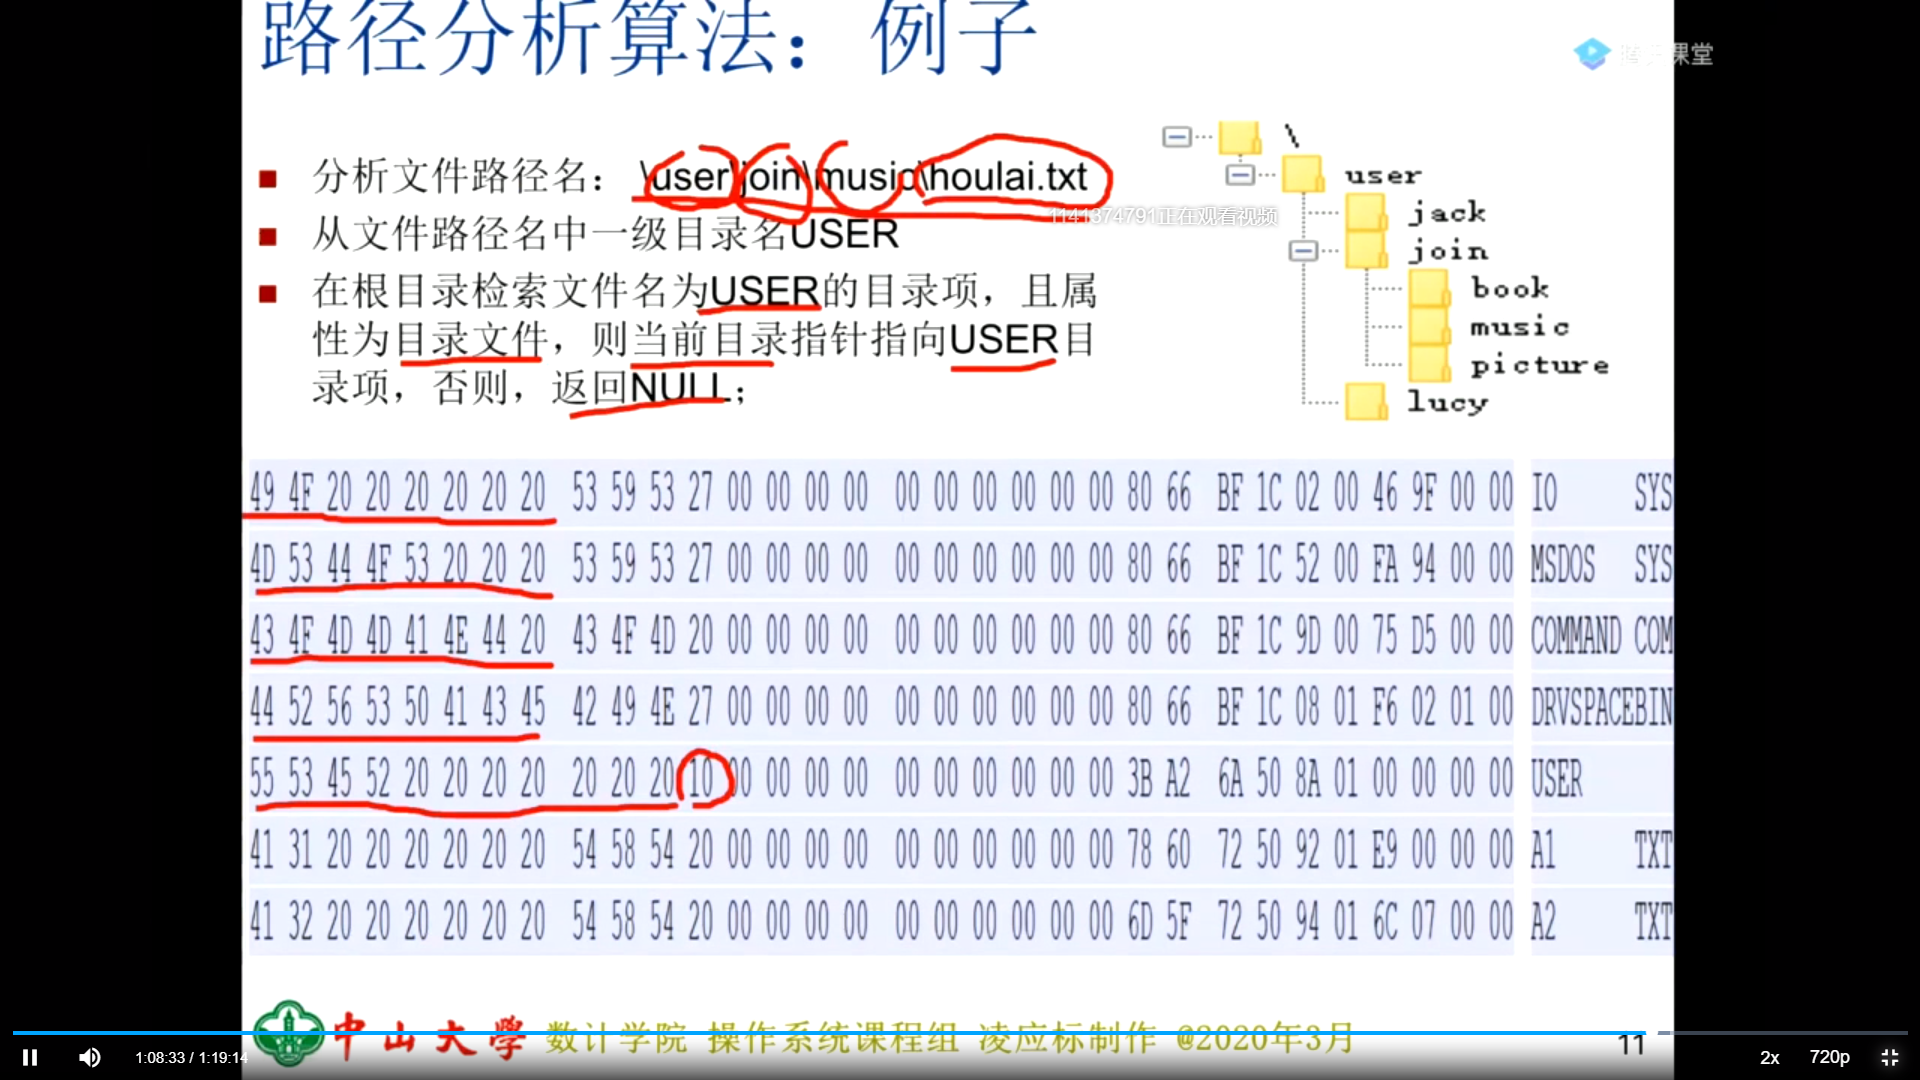 路径分析算法：例子
课堂
分析文件路径名： \user\join\music\houlai.txt
1141374791正在观看视频
从文件路径名中一级目录名USER
在根目录检索文件名为USER的目录项，且属
性为目录文件，则当前目录指针指向USER目
录项，否则，返回NULL；
\
user
jack
join
book
music
picture
lucy
49 4F 20 20 20 20 20 20 53 59 53 27 00 00 00 00 00 00 00 00 00 00 80 66 BF 1C 02 00 46 9F 00 00 IO SYS
4D 53 44 4F 53 20 20 20 53 59 53 27 00 00 00 00 00 00 00 00 00 00 80 66 BF 1C 52 00 FA 94 00 00 MSDOS SYS
43 4F 4D 4D 41 4E 44 20 43 4F 4D 20 00 00 00 00 00 00 00 00 00 00 80 66 BF 1C 9D 00 75 D5 00 00 COMMAND COM
44 52 56 53 50 41 43 45 42 49 4E 27 00 00 00 00 00 00 00 00 00 00 80 66 BF 1C 08 01 F6 02 01 00 DRVSPACEBIN
55 53 45 52 20 20 20 20 20 20 20 10 00 00 00 00 00 00 00 00 00 00 3B A2 6A 50 8A 01 00 00 00 00 USER
41 31 20 20 20 20 20 20 54 58 54 20 00 00 00 00 00 00 00 00 00 00 78 60 72 50 92 01 E9 00 00 00 A1 TXT
41 32 20 20 20 20 20 20 54 58 54 20 00 00 00 00 00 00 00 00 00 00 6D 5F 72 50 94 01 6C 07 00 00 A2 TXT
中山大學 数计学院 操作系统课程组 凌应标制作 @2020年3月
11
1:08:33 / 1:19:14
2x
720p